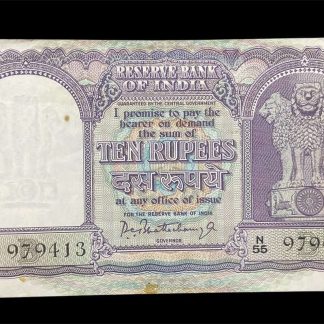 RESERVE BANK
OF INDIA
GUARANTEED BY THE CENTRAL GOVERNMENT
I promise to pay the
bearer on demand
the sum of
TEN RUPEES
दस रुपये
at any office of issue
FOR THE RESERVE BANK OF INDIA
GOVERNOR
979413
N/55 979